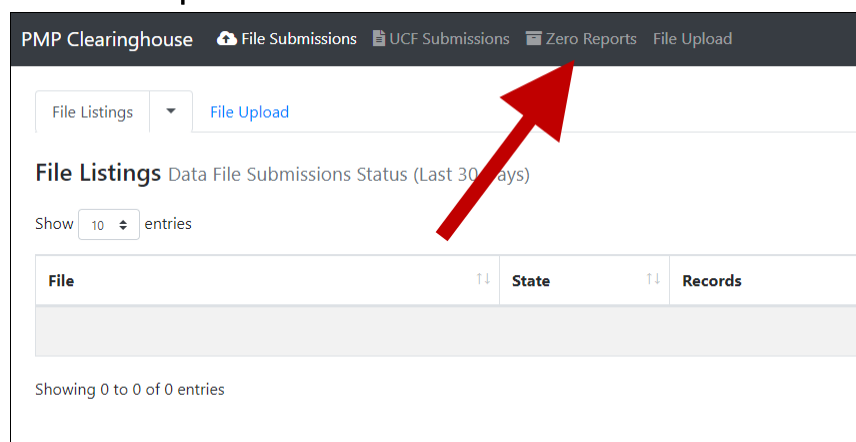 PMP Clearinghouse File Submissions UCF Submissions Zero Reports File Upload
File Listings File Upload
File Listings Data File Submissions Status (Last 30 Days)
Show 10 entries
File State Records
Showing 0 to 0 of 0 entries